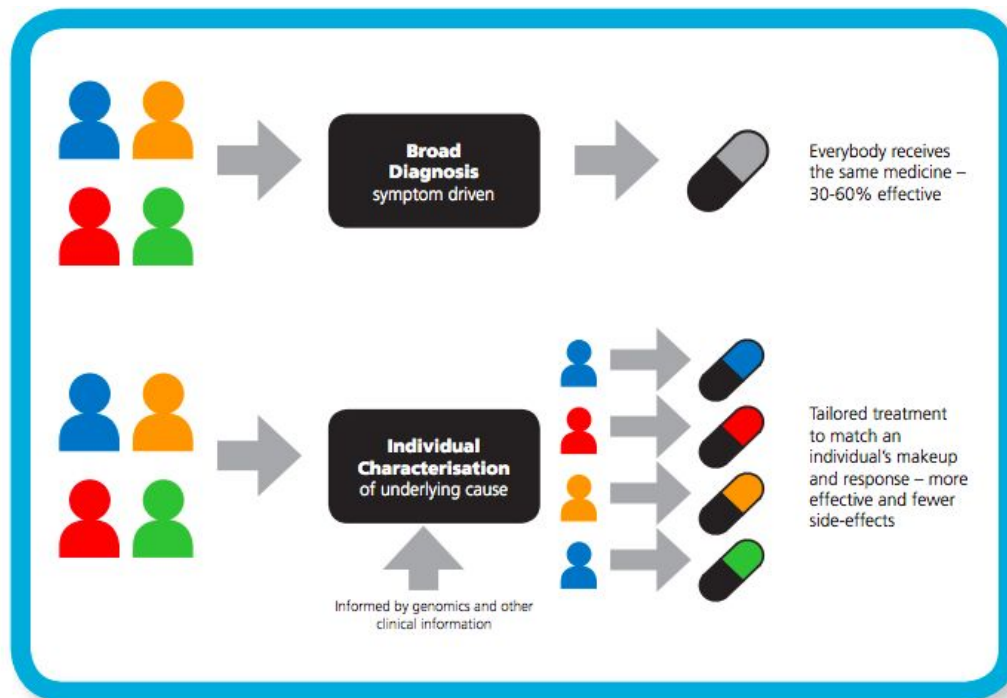 Broad
Diagnosis
symptom driven
Everybody receives
the same medicine –
30-60% effective
Individual
Characterisation
of underlying cause
Informed by genomics and other
clinical information
Tailored treatment
to match an
individual's makeup
and response – more
effective and fewer
side-effects